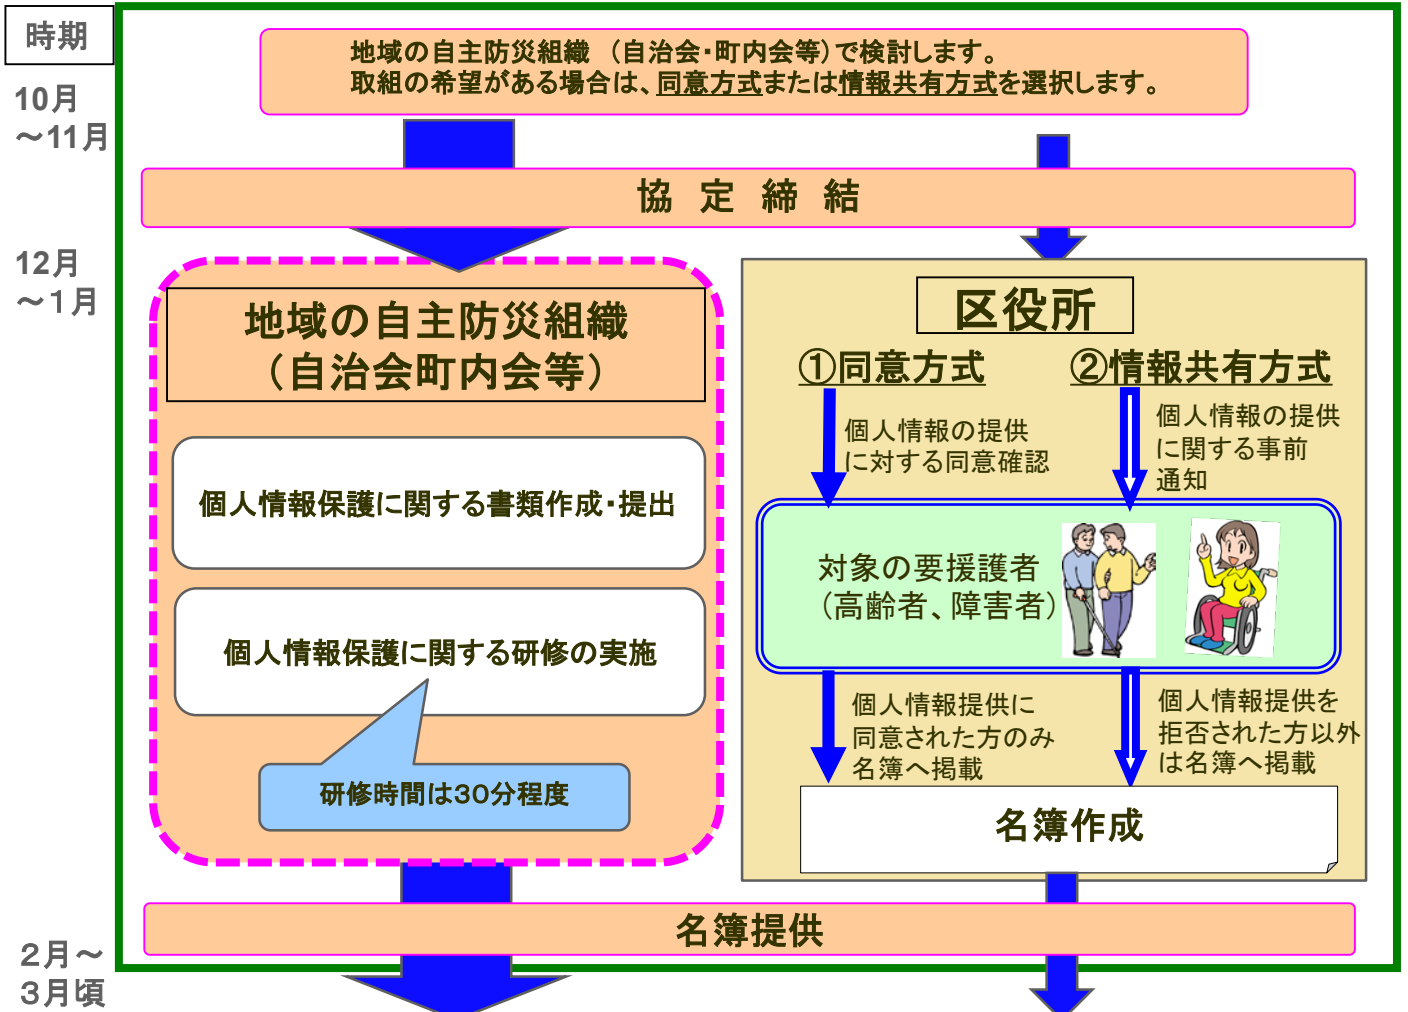 時期
地域の自主防災組織 （自治会・町内会等）で検討します。
取組の希望がある場合は、同意方式または情報共有方式を選択します。
10月
～11月
協 定 締 結
12月
～１月
地域の自主防災組織
（自治会町内会等）
個人情報保護に関する書類作成・提出
個人情報保護に関する研修の実施
研修時間は３０分程度
区役所
①同意方式
個人情報の提供
に対する同意確認
②情報共有方式
個人情報の提供
に関する事前
通知
対象の要援護者
（高齢者、障害者）
個人情報提供に
同意された方のみ
名簿へ掲載
個人情報提供を
拒否された方以外
は名簿へ掲載
名簿作成
名簿提供
２月～
３月頃